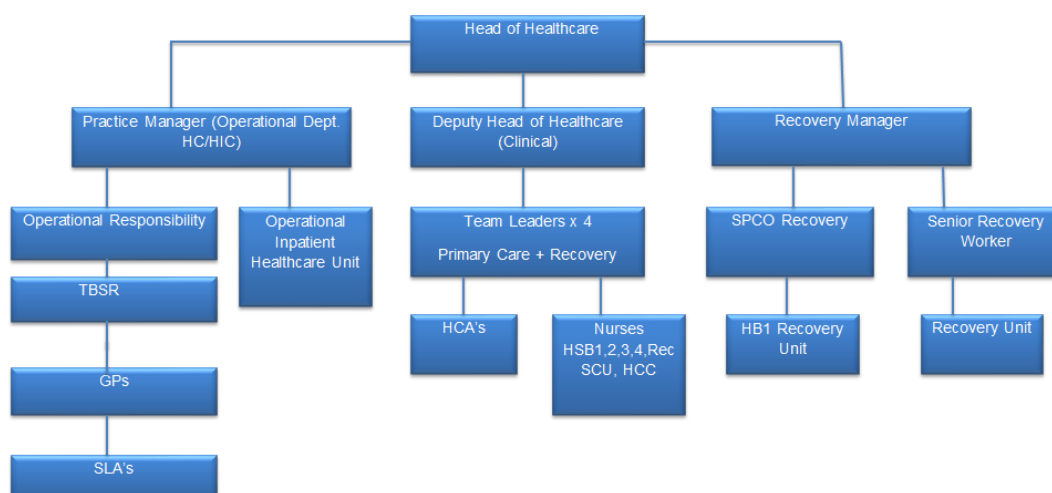 Head of Healthcare
Practice Manager (Operational Dept.
HC/HIC)
Deputy Head of Healthcare
(Clinical)
Recovery Manager
Operational Responsibility
Operational
Inpatient
Healthcare Unit
Team Leaders x 4
Primary Care + Recovery
SPCO Recovery
Senior Recovery
Worker
TBSR
HCA's
Nurses
HSB1,2,3,4,Rec
SCU, HCC
HB1 Recovery
Unit
Recovery Unit
GPs
SLA's